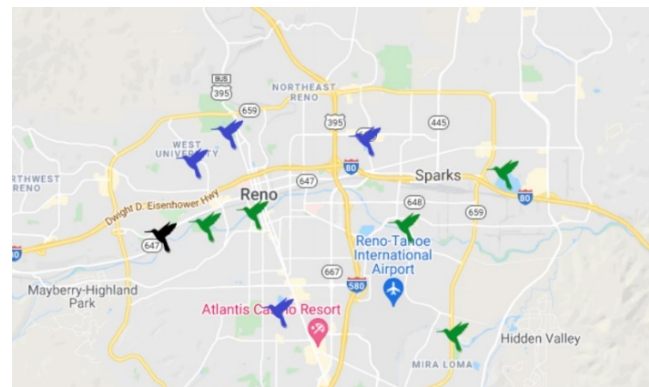 BUS
395
NORTHEAST
RENO
659
395
445
WEST
UNIVERSITY
80
NORTHWEST
RENO
647
Sparks
80
Dwight D. Eisenhower Hwy
Reno
648
659
647
Reno-Tahoe
International
Airport
667
580
80
Mayberry-Highland
Park
Atlantis Casino Resort
Hidden Valley
MIRA LOMA